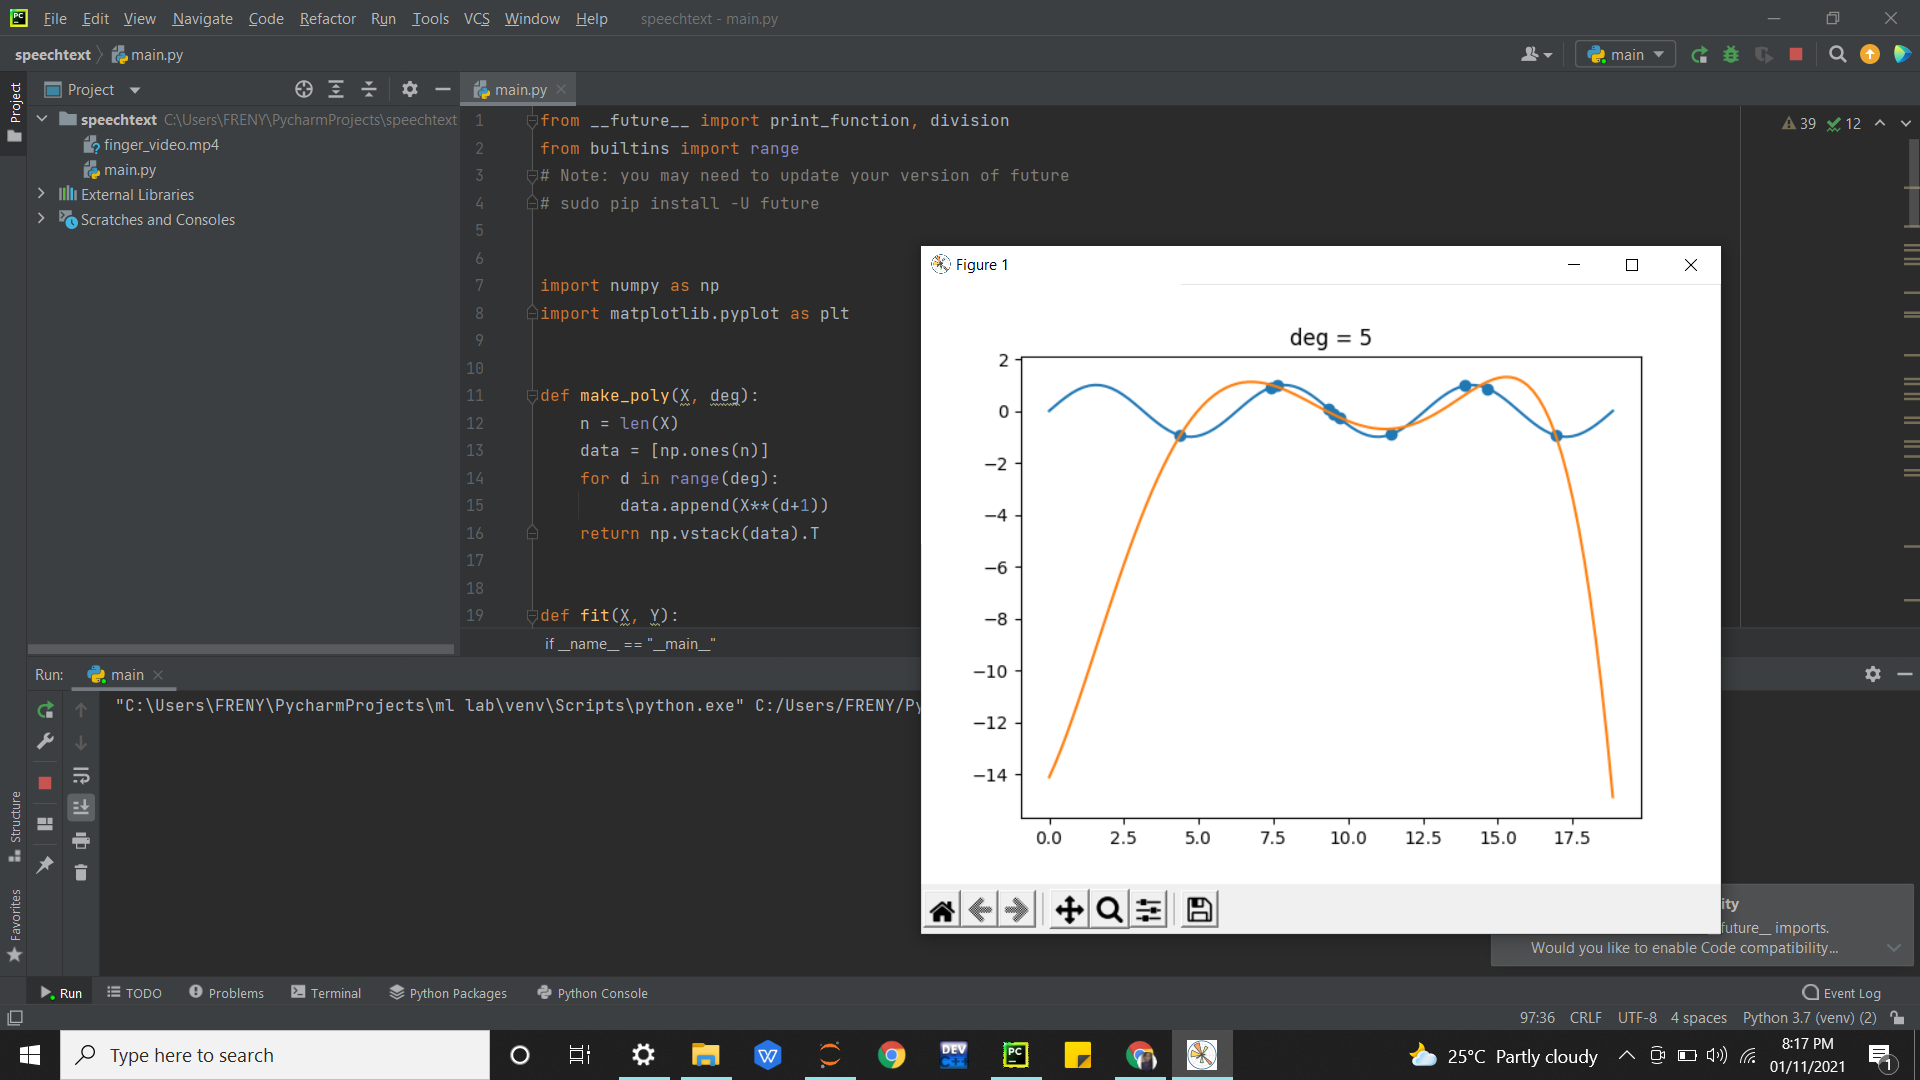 File Edit View Navigate Code Refactor Run Tools VCS Window Help speechtext - main.py
speechtext main.py
main
Project
Project
main.py
speechtext C:\Users\FRENY\PycharmProjects\speechtext
finger_video.mp4
main.py
External Libraries
Scratches and Consoles
39 12
1 from __future__ import print_function, division
2 from builtins import range
3 # Note: you may need to update your version of future
4 # sudo pip install -U future
5
6
7 import numpy as np
8 import matplotlib.pyplot as plt
9
10
11 def make_poly(X, deg):
12 n = len(X)
13 data = [np.ones(n)]
14 for d in range(deg):
15 data.append(X**(d+1))
16 return np.vstack(data).T
17
18
19 def fit(X, Y):
if __name__ == "__main__"
Figure 1
deg = 5
2
0
−2
−4
−6
−8
−10
−12
−14
0.0 2.5 5.0 7.5 10.0 12.5 15.0 17.5
Run: main
"C:\Users\FRENY\PycharmProjects\ml lab\venv\Scripts\python.exe" C:/Users/FRENY/Py
Structure
Favorites
ity
future__ imports.
Would you like to enable Code compatibility...
Run TODO Problems Terminal Python Packages Python Console Event Log
97:36 CRLF UTF-8 4 spaces Python 3.7 (venv) (2)
Type here to search
W
DEV
C++
PC
25°C Partly cloudy
8:17 PM
01/11/2021
1